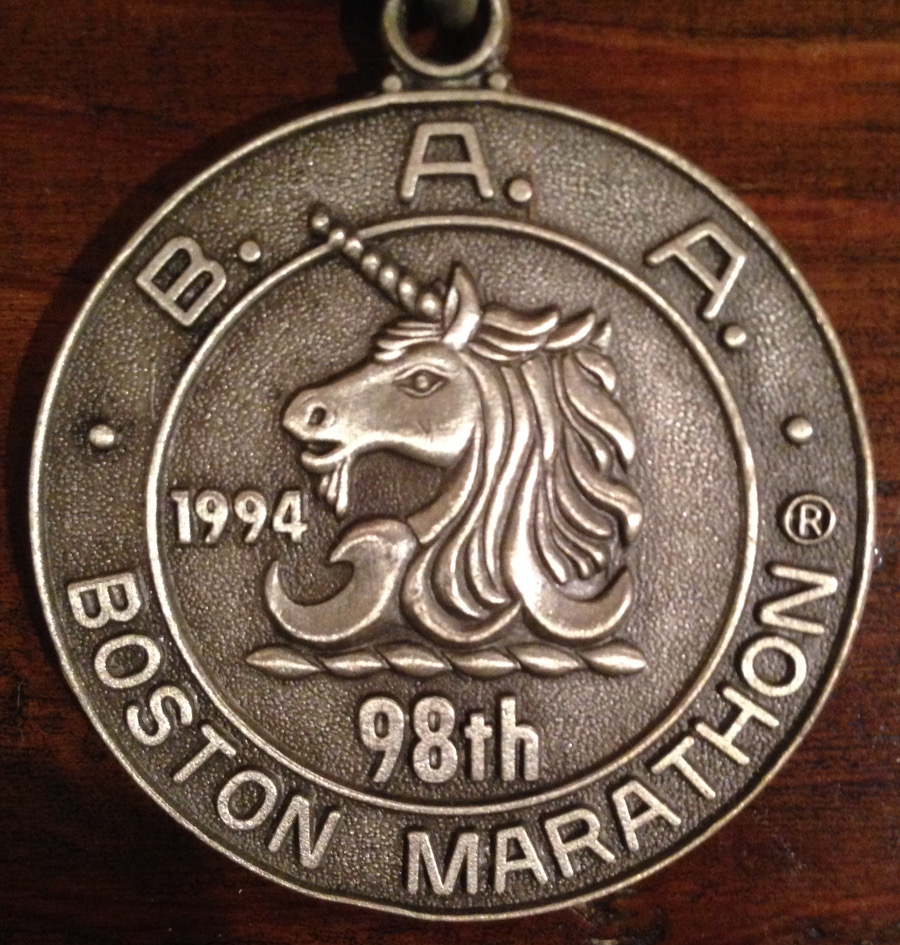 B. A. A.
1994
98th
BOSTON MARATHON®